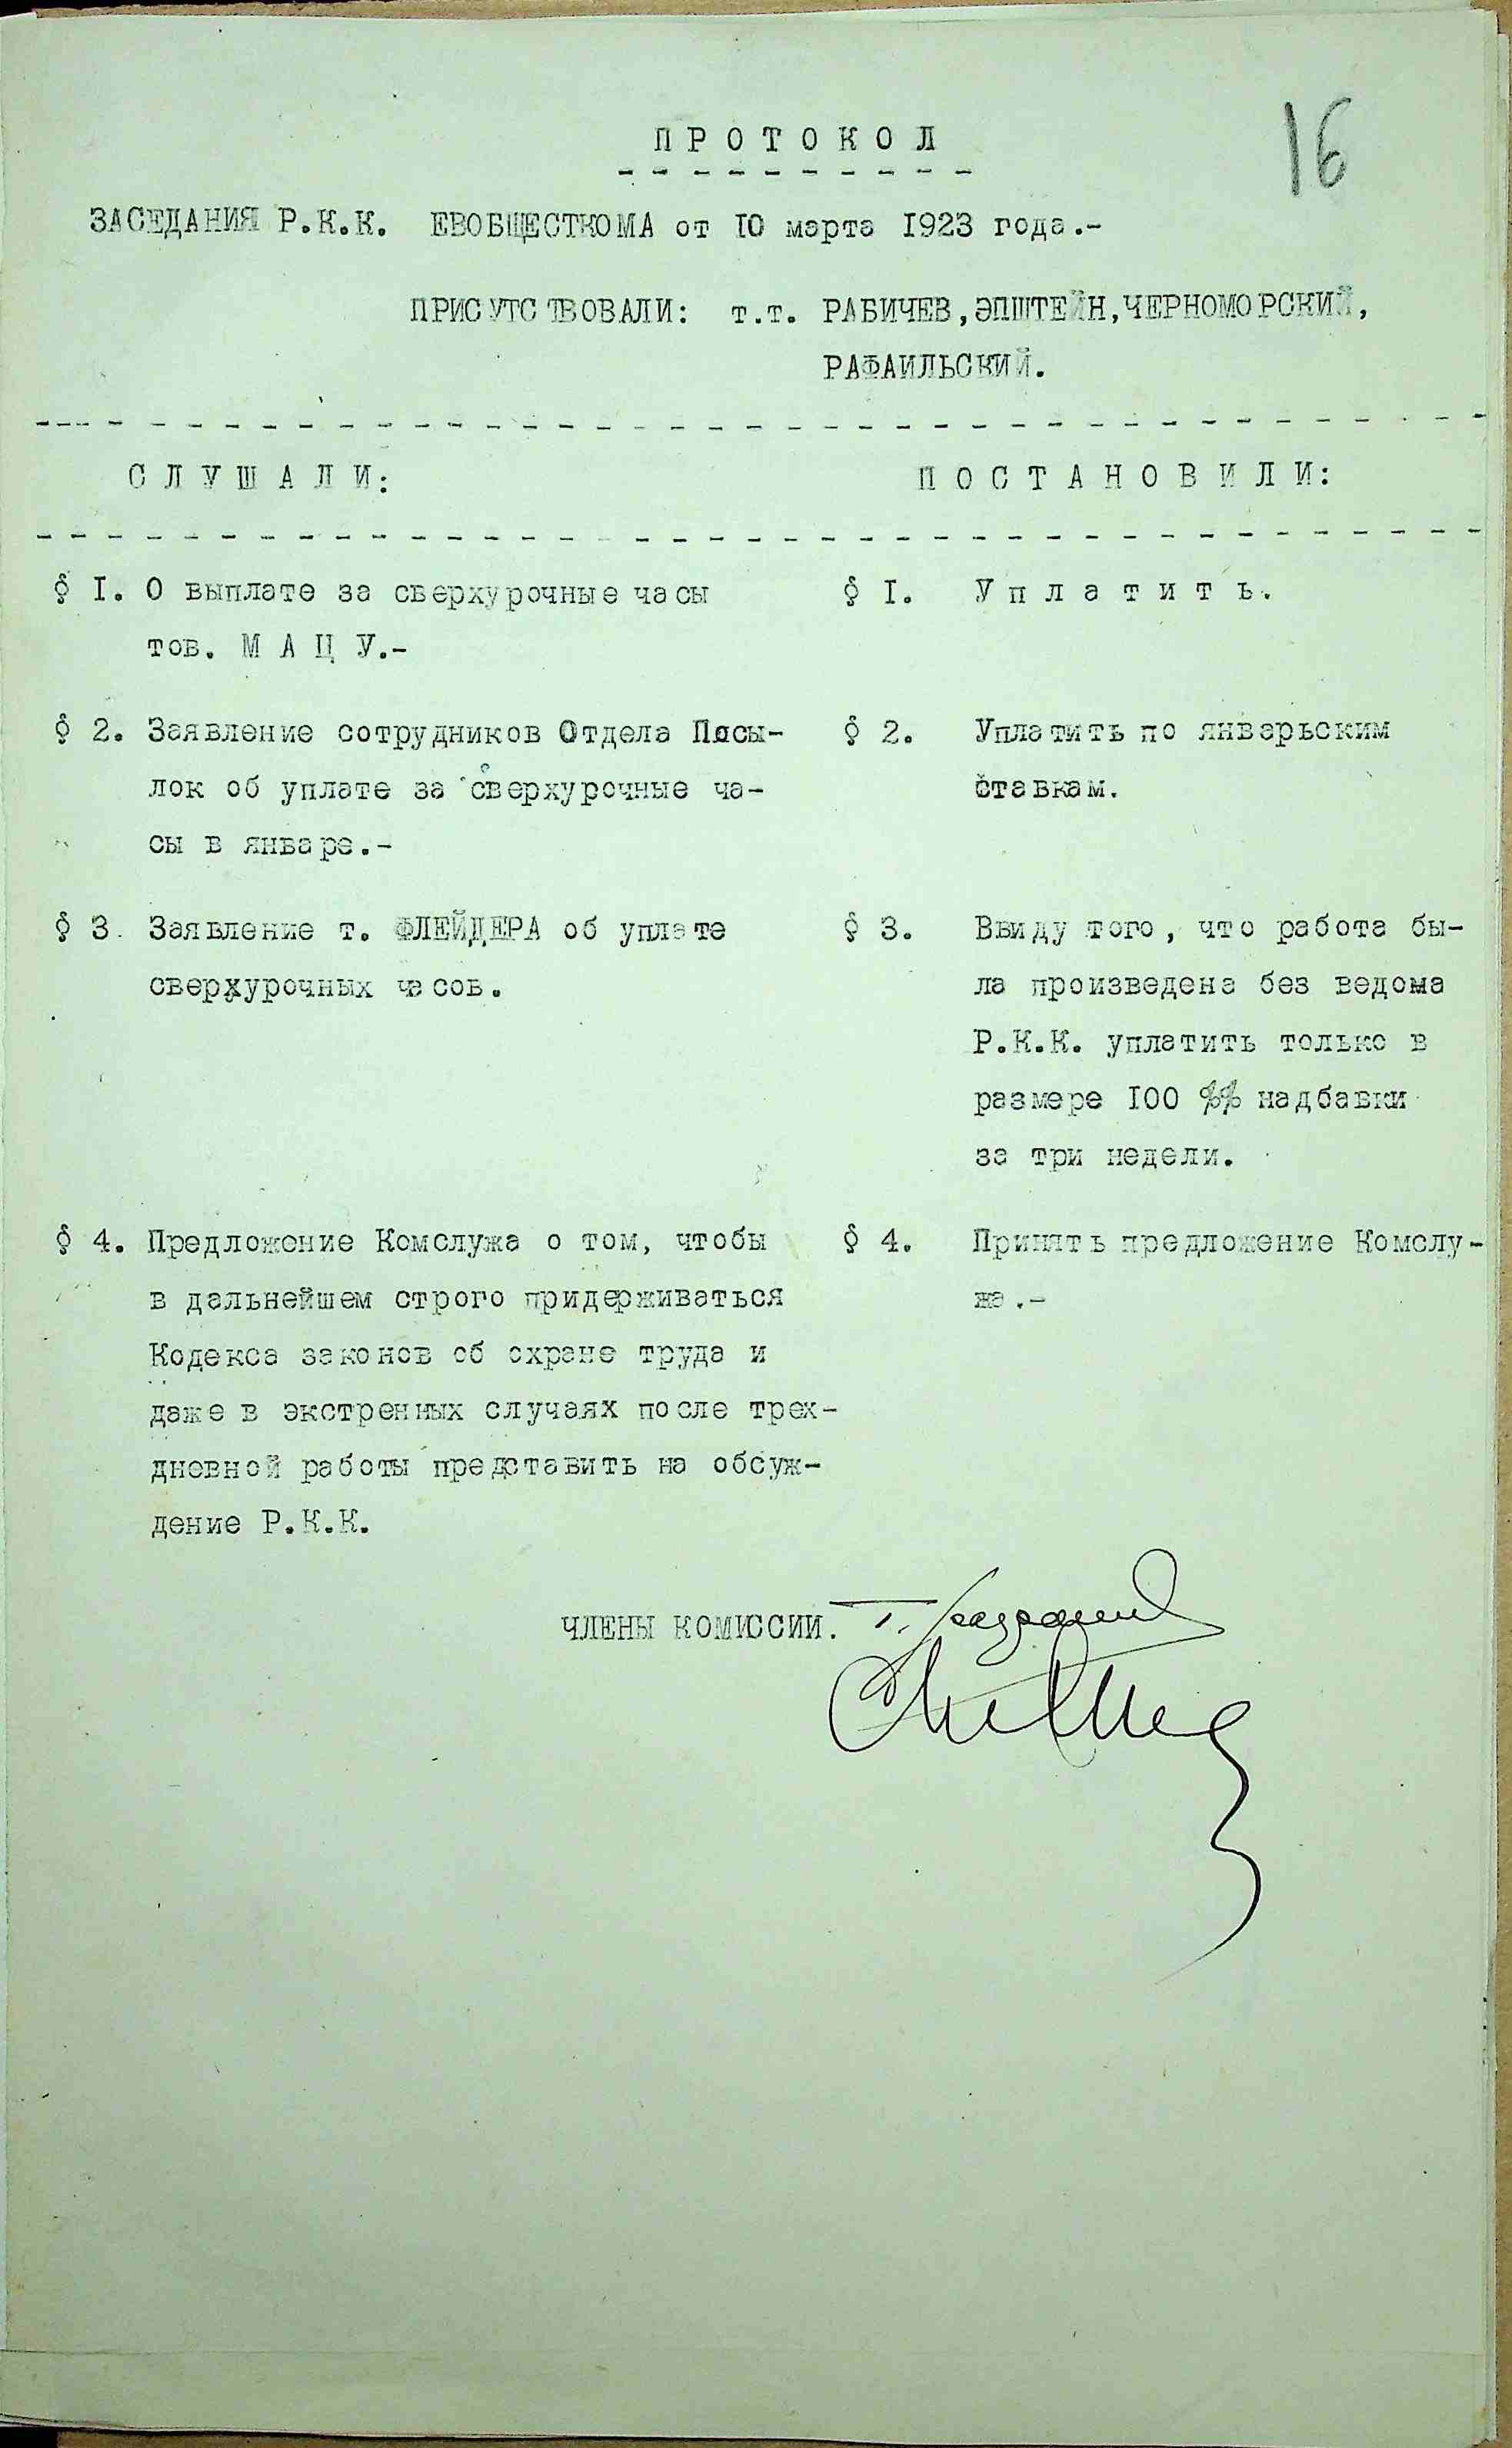 16
ПРОТОКОЛ
ЗАСЕДАНИЯ Р.К.К. ЕВОБЩЕСТКОМА от 10 марта 1923 года.-
ПРИСУТСТВОВАЛИ: т.т. РАБИЧЕВ, ЭПШТЕЙН, ЧЕРНОМОРСКИЙ,
РАФАИЛЬСКИЙ.
СЛУШАЛИ: ПОСТАНОВИЛИ:
§ 1. О выплате за сверхурочные часы
тов. МАЦУ.-
§ 1. Уплатить.
§ 2. Заявление сотрудников Отдела Посы-
лок об уплате за сверхурочные ча-
сы в январе.-
§ 2. Уплатить по январьским
ставкам.
§ 3. Заявление т. ФЛЕЙДЕРА об уплате
сверхурочных часов.
§ 3. Ввиду того, что работа бы-
ла произведена без ведома
Р.К.К. уплатить только в
размере 100 %% надбавки
за три недели.
§ 4. Предложение Комслужа о том, чтобы
в дальнейшем строго придерживаться
Кодекса законов об охране труда и
даже в экстренных случаях после трех-
дневной работы представить на обсуж-
дение Р.К.К.
§ 4. Принять предложение Комслу-
жа.-
ЧЛЕНЫ КОМИССИИ.